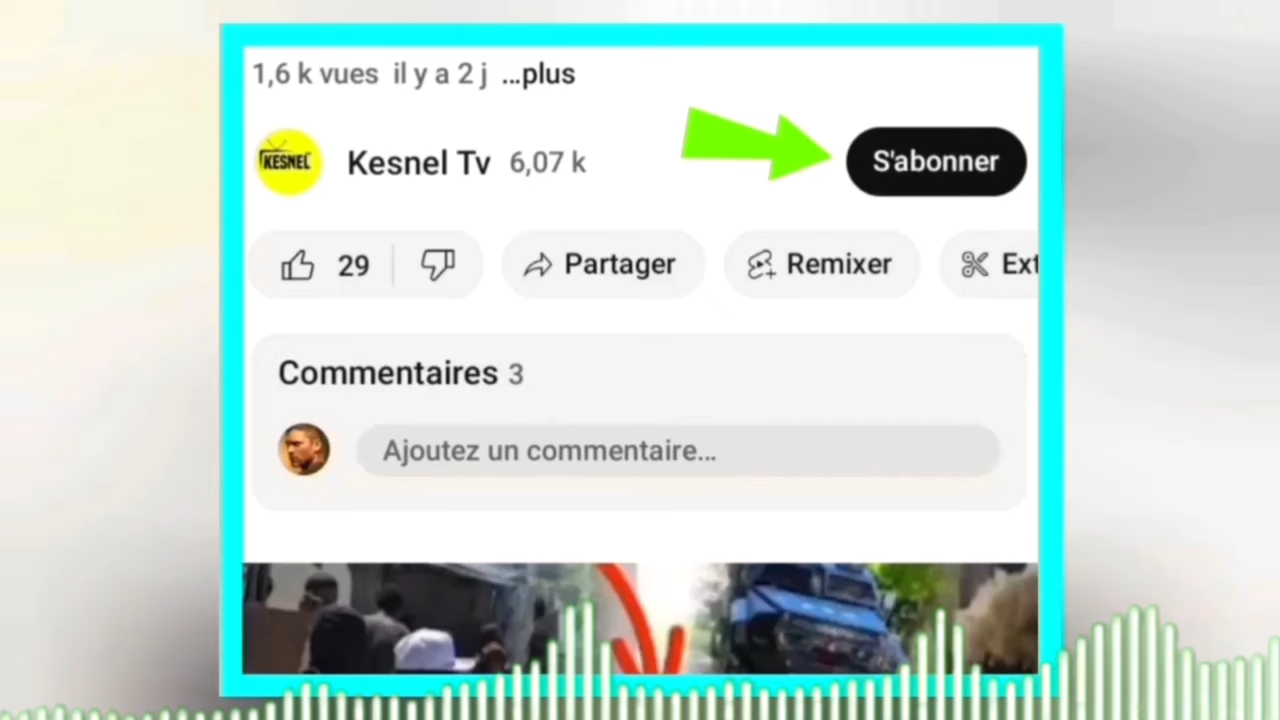 1,6 k vues il y a 2 j ...plus
KESNEL
Kesnel Tv 6,07 k
S'abonner
29
Partager
Remixer
Ext
Commentaires 3
Ajoutez un commentaire...